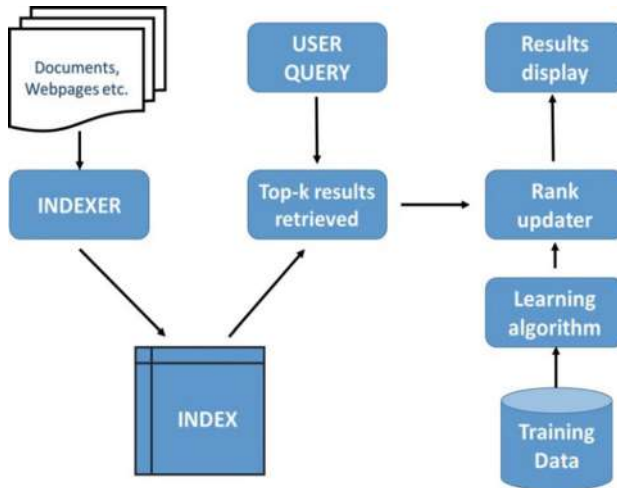 Documents,
Webpages etc.
INDEXER
INDEX
USER
QUERY
Top-k results
retrieved
Results
display
Rank
updater
Learning
algorithm
Training
Data